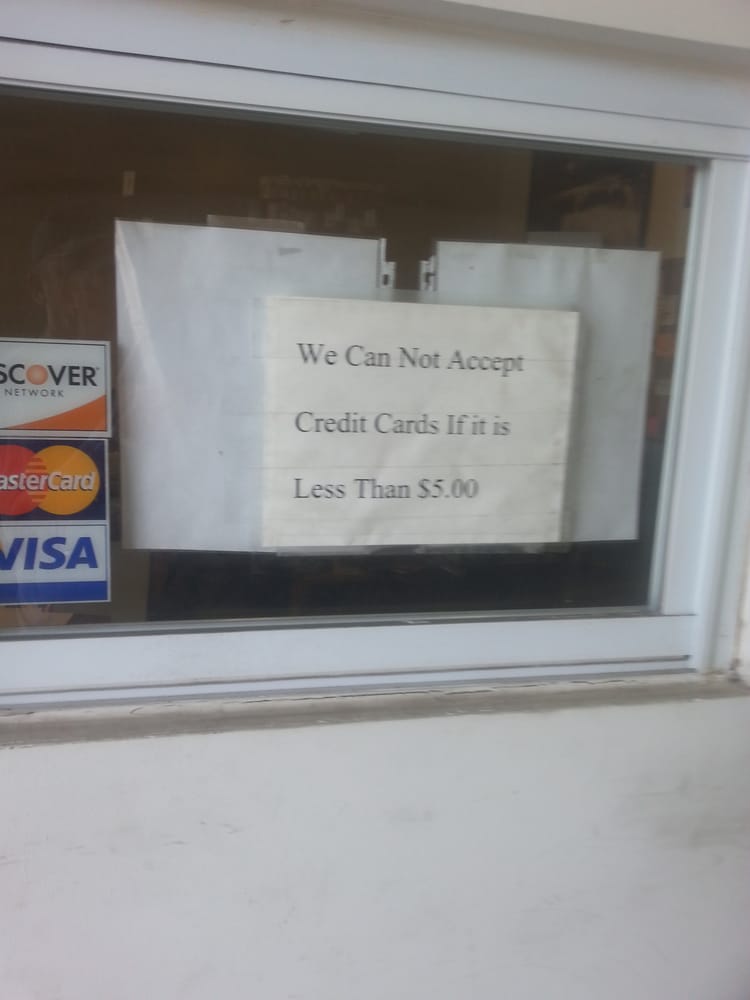 We Can Not Accept
Credit Cards If it is
Less Than $5.00
SCOVER
NETWORK
asterCard
VISA